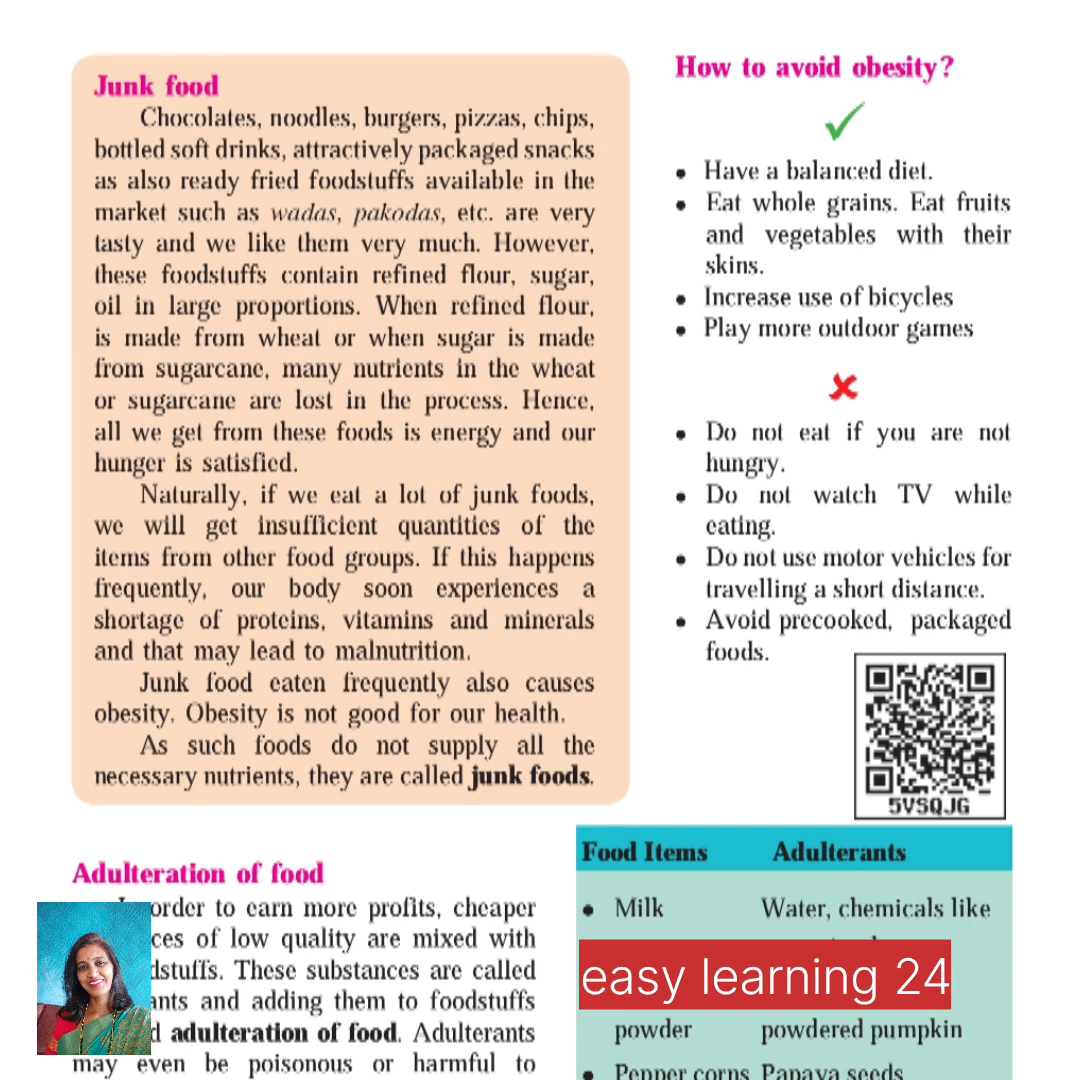 Junk food
Chocolates, noodles, burgers, pizzas, chips,
bottled soft drinks, attractively packaged snacks
as also ready fried foodstuffs available in the
market such as wadas, pakodas, etc. are very
tasty and we like them very much. However,
these foodstuffs contain refined flour, sugar,
oil in large proportions. When refined flour,
is made from wheat or when sugar is made
from sugarcane, many nutrients in the wheat
or sugarcane are lost in the process. Hence,
all we get from these foods is energy and our
hunger is satisfied.
Naturally, if we eat a lot of junk foods,
we will get insufficient quantities of the
items from other food groups. If this happens
frequently, our body soon experiences a
shortage of proteins, vitamins and minerals
and that may lead to malnutrition.
Junk food eaten frequently also causes
obesity. Obesity is not good for our health.
As such foods do not supply all the
necessary nutrients, they are called junk foods.
How to avoid obesity?
• Have a balanced diet.
• Eat whole grains. Eat fruits
and vegetables with their
skins.
• Increase use of bicycles
• Play more outdoor games
• Do not eat if you are not
hungry.
• Do not watch TV while
eating.
• Do not use motor vehicles for
travelling a short distance.
• Avoid precooked, packaged
foods.
5VSQJG
Adulteration of food
order to earn more profits, cheaper
of low quality are mixed with
These substances are called
and adding them to foodstuffs
adulteration of food. Adulterants
may even be poisonous or harmful to
Food Items Adulterants
• Milk Water, chemicals like
easy learning 24
powder powdered pumpkin
• Pepper corns Papaya seeds